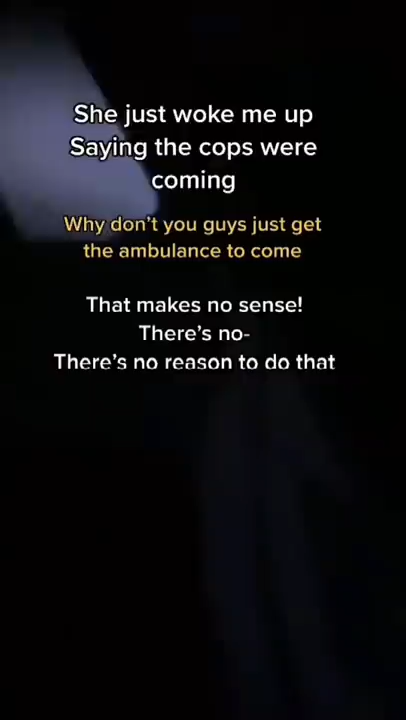 She just woke me up
Saying the cops were
coming
Why don't you guys just get
the ambulance to come
That makes no sense!
There's no-
There's no reason to do that